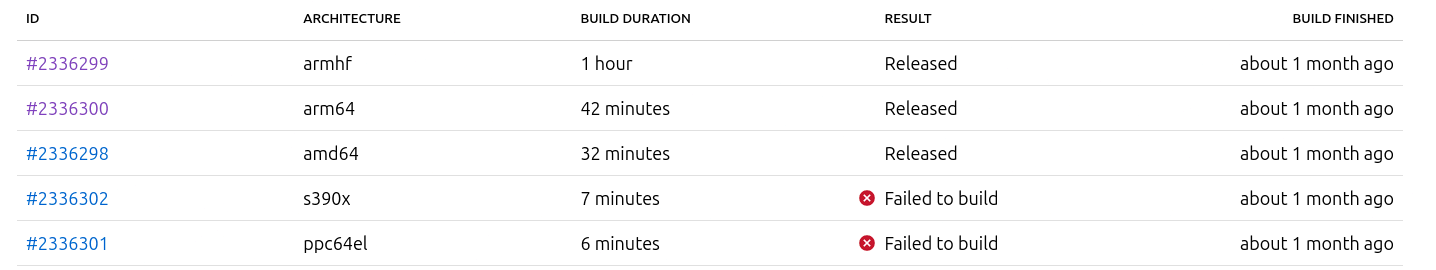 ID ARCHITECTURE BUILD DURATION RESULT BUILD FINISHED
#2336299 armhf 1 hour Released about 1 month ago
#2336300 arm64 42 minutes Released about 1 month ago
#2336298 amd64 32 minutes Released about 1 month ago
#2336302 s390x 7 minutes Failed to build about 1 month ago
#2336301 ppc64el 6 minutes Failed to build about 1 month ago